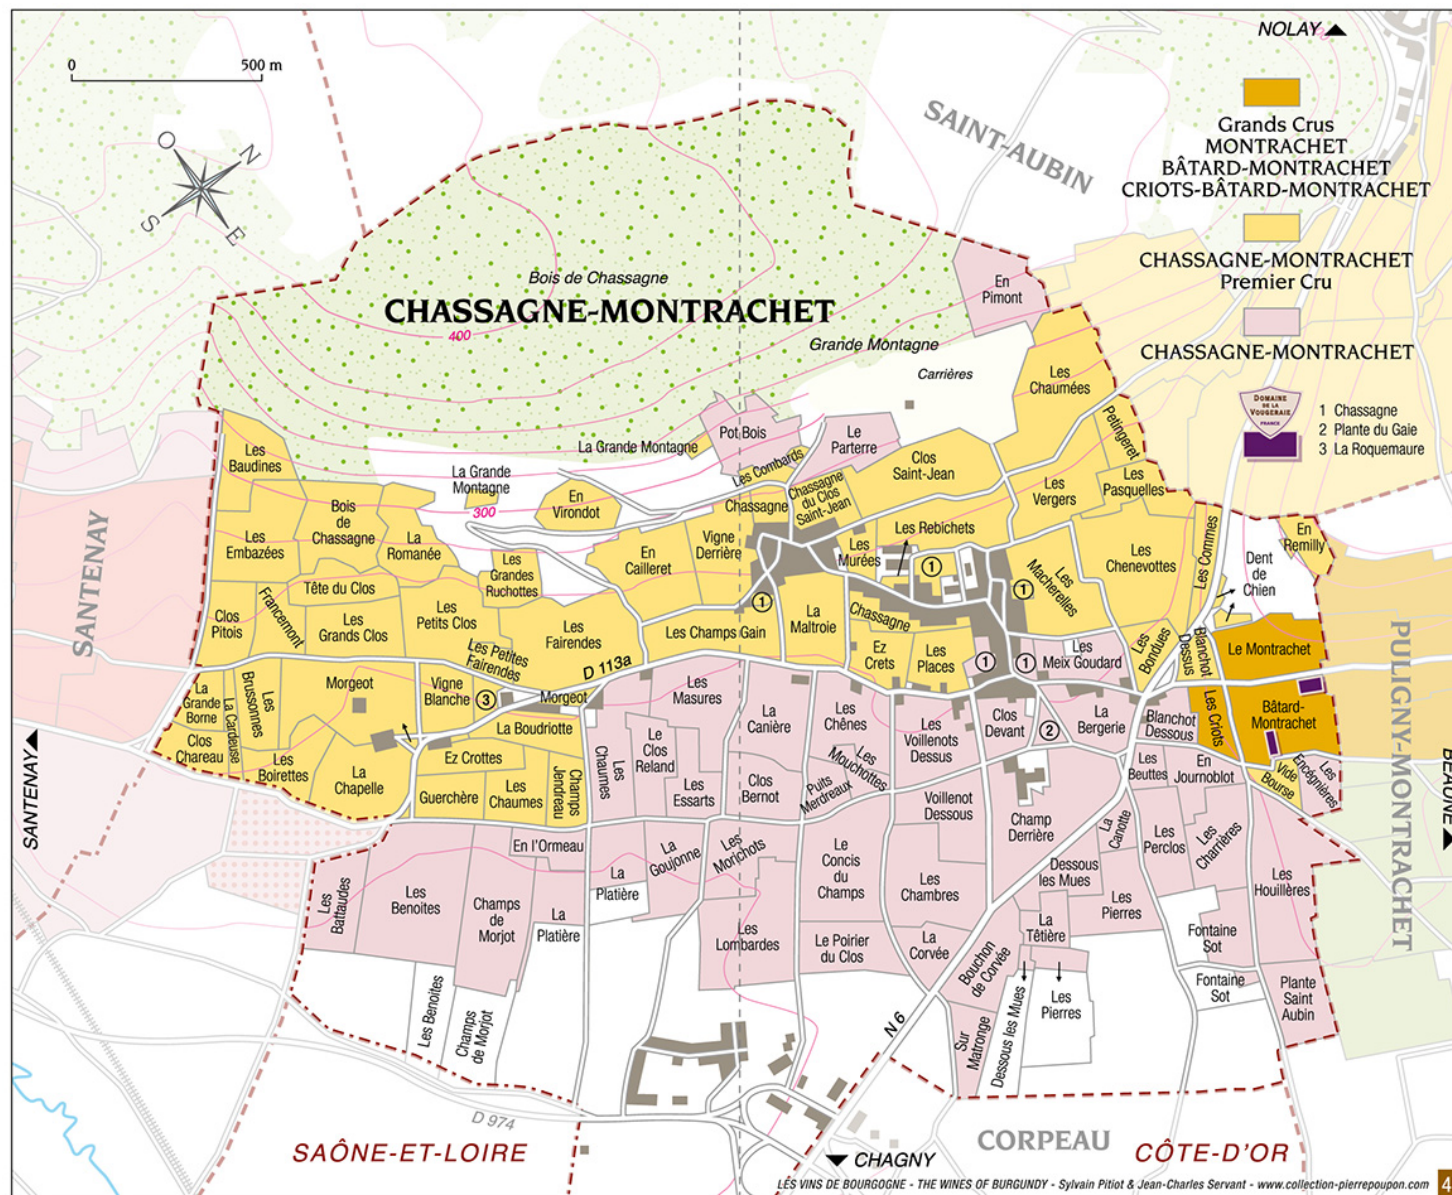 NOLAY
0 500 m
O
N
S
E
SAINT-AUBIN
Grands Crus
MONTRACHET
BÂTARD-MONTRACHET
CRIOTS-BÂTARD-MONTRACHET
CHASSAGNE-MONTRACHET
Premier Cru
CHASSAGNE-MONTRACHET
DOMAINE
DE LA
VOUGERAIE
FRANCE
1 Chassagne
2 Plante du Gaie
3 La Roquemaure
Bois de Chassagne
CHASSAGNE-MONTRACHET
400
Grande Montagne
Carrières
En
Pimont
Les
Chaumées
Petingeret
Pot Bois
Le
Parterre
La Grande Montagne
La Grande
Montagne
300
Les Combards
Clos
Saint-Jean
Les
Baudines
En
Virondot
Chassagne
Chassagne
du Clos
Saint-Jean
Les
Vergers
Les
Pasquelles
Bois
de
Chassagne
Les
Embazées
La
Romanée
Les
Grandes
Ruchottes
En
Cailleret
Vigne
Derrière
Les
Murées
Les Rebichets
Les
Macherelles
Les
Chenevottes
Les Commes
Dent
de
Chien
En
Remilly
SANTENAY
Tête du Clos
Clos
Pitois
Francemont
Les
Grands Clos
Les
Petits Clos
Les Petites
Fairendes
Les
Fairendes
Les Champs Gain
1
La
Maltroie
Chassagne
1
1
Ez
Crets
Les
Places
1
1
Les
Meix Goudard
Les
Bondues
Blanchot
Dessus
Le Montrachet
PULIGNY-MONTRACHET
D 113a
La
Grande
Borne
La Cardeuse
Les
Brussonnes
Morgeot
Vigne
Blanche
3
Morgeot
Les
Masures
La
Canière
Les
Chênes
Les
Voillenots
Dessus
Clos
Devant
2
La
Bergerie
Blanchot
Dessous
Les Criots
Bâtard-
Montrachet
Clos
Chareau
Les
Boirettes
La
Chapelle
La Boudriotte
Ez Crottes
Guerchère
Les
Chaumes
Champs
Jendreau
Les
Chaumes
Le
Clos
Reland
Les
Essarts
Clos
Bernot
Les
Mouchottes
Puits
Merdreaux
Voillenot
Dessous
Champ
Derrière
Les
Beuttes
En
Journoblot
Vide
Bourse
Les
Encégnières
SANTENAY
BEAUNE
La
Canotte
Les
Perclos
Les
Charrières
Les
Battaudes
Les
Benoites
Champs
de
Morjot
En l'Ormeau
La
Platière
La
Platière
La
Goujonne
Les
Morichots
Les
Lombardes
Le
Concis
du
Champs
Le Poirier
du Clos
Les
Chambres
La
Corvée
Dessous
les Mues
Les
Pierres
Les
Houillères
Bouchon
de Corvée
La
Têtière
Fontaine
Sot
Fontaine
Sot
Plante
Saint
Aubin
Les Benoites
Champs
de Morjot
N 6
Sur
Matronge
Dessous les Mues
Les
Pierres
D 974
SAÔNE-ET-LOIRE
CORPEAU
CÔTE-D'OR
CHAGNY
LES VINS DE BOURGOGNE - THE WINES OF BURGUNDY - Sylvain Pitiot & Jean-Charles Servant - www.collection-pierrepoupon.com